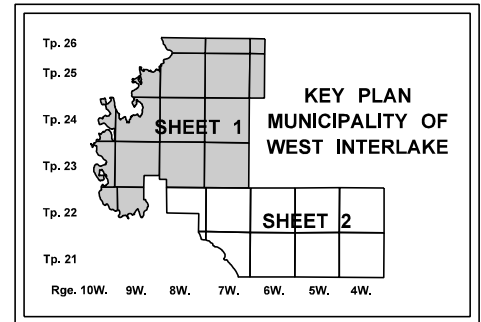 Tp. 26
Tp. 25
Tp. 24
Tp. 23
Tp. 22
Tp. 21
KEY PLAN
MUNICIPALITY OF
WEST INTERLAKE
SHEET 1
SHEET 2
Rge. 10W. 9W. 8W. 7W. 6W. 5W. 4W.